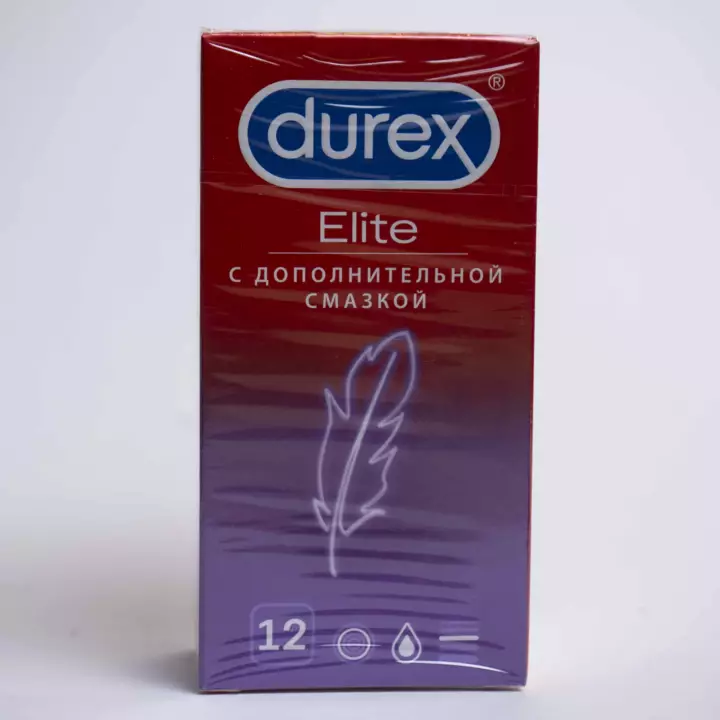 durex®
Elite
С ДОПОЛНИТЕЛЬНОЙ
СМАЗКОЙ
12